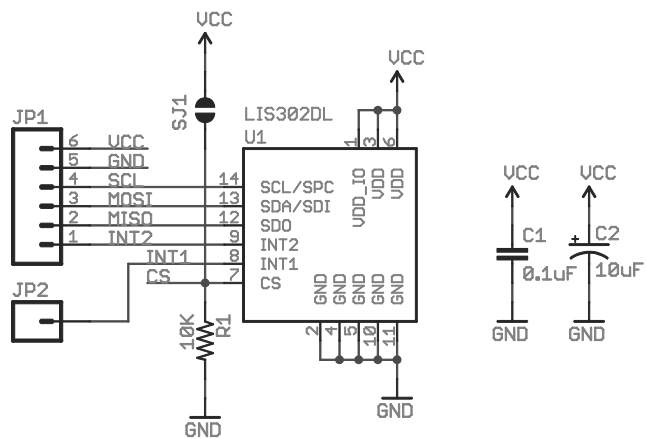 VCC
VCC
JP1
SJ1
LIS302DL
U1
1 3 6
6 VCC
5 GND
4 SCL 14 SCL/SPC
3 MOSI 13 SDA/SDI
2 MISO 12 SDO
1 INT2 9 INT2
INT1 8 INT1
CS 7 CS
VDD_IO VDD VDD
GND GND GND GND GND
2 4 5 10 11
JP2
10K R1
GND
GND
VCC VCC
C1 C2
0.1uF 10uF
GND GND